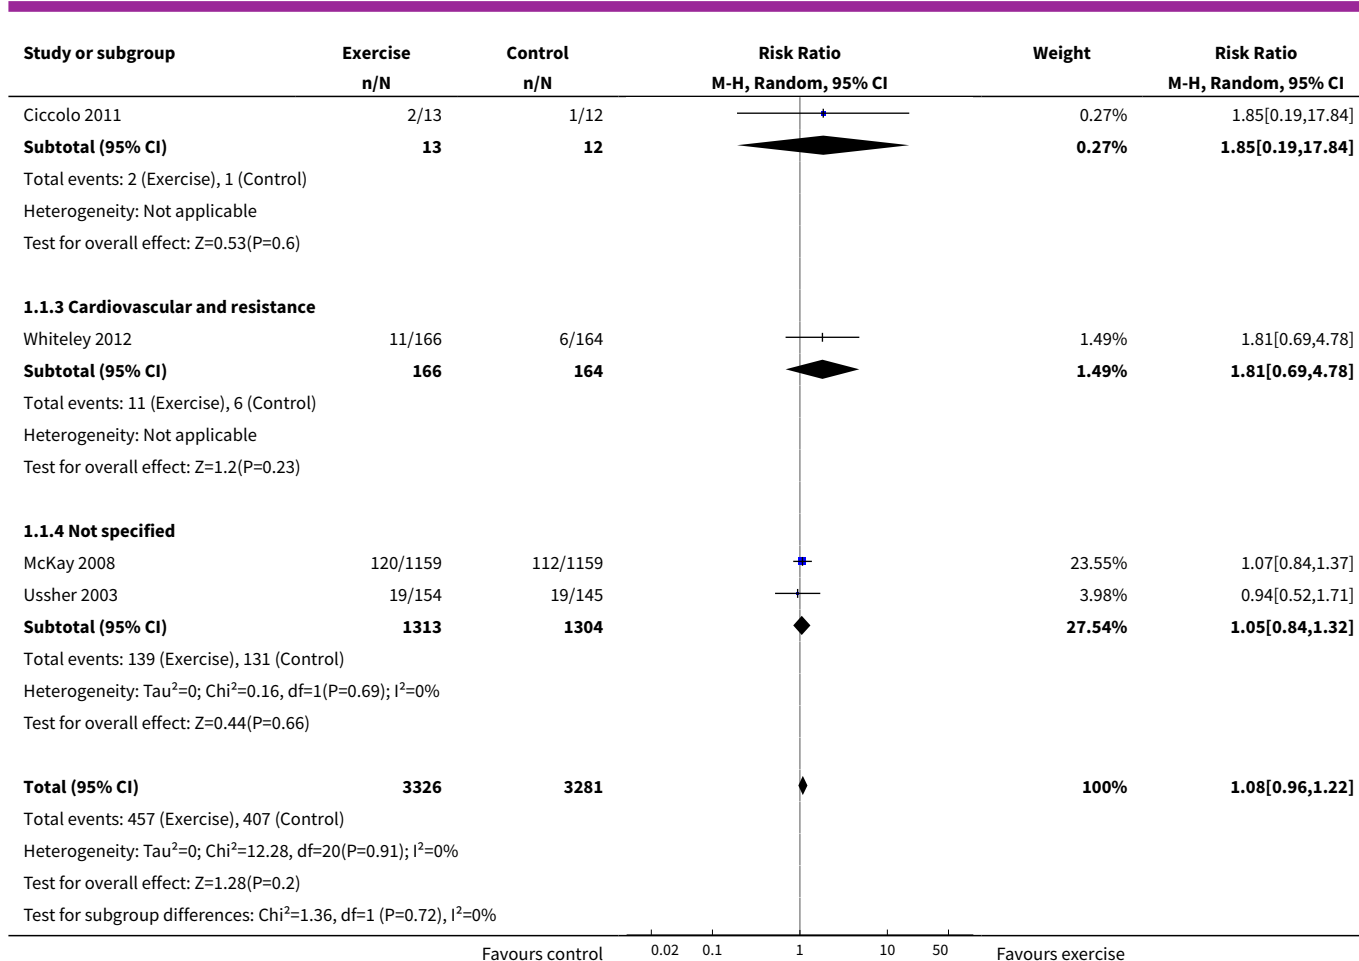 Study or subgroup Exercise Control Risk Ratio Weight Risk Ratio
n/N n/N M-H, Random, 95% CI M-H, Random, 95% CI
Ciccolo 2011 2/13 1/12 0.27% 1.85[0.19,17.84]
Subtotal (95% CI) 13 12 0.27% 1.85[0.19,17.84]
Total events: 2 (Exercise), 1 (Control)
Heterogeneity: Not applicable
Test for overall effect: Z=0.53(P=0.6)
1.1.3 Cardiovascular and resistance
Whiteley 2012 11/166 6/164 1.49% 1.81[0.69,4.78]
Subtotal (95% CI) 166 164 1.49% 1.81[0.69,4.78]
Total events: 11 (Exercise), 6 (Control)
Heterogeneity: Not applicable
Test for overall effect: Z=1.2(P=0.23)
1.1.4 Not specified
McKay 2008 120/1159 112/1159 23.55% 1.07[0.84,1.37]
Ussher 2003 19/154 19/145 3.98% 0.94[0.52,1.71]
Subtotal (95% CI) 1313 1304 27.54% 1.05[0.84,1.32]
Total events: 139 (Exercise), 131 (Control)
Heterogeneity: Tau²=0; Chi²=0.16, df=1(P=0.69); I²=0%
Test for overall effect: Z=0.44(P=0.66)
Total (95% CI) 3326 3281 100% 1.08[0.96,1.22]
Total events: 457 (Exercise), 407 (Control)
Heterogeneity: Tau²=0; Chi²=12.28, df=20(P=0.91); I²=0%
Test for overall effect: Z=1.28(P=0.2)
Test for subgroup differences: Chi²=1.36, df=1 (P=0.72), I²=0%
Favours control 0.02 0.1 1 10 50 Favours exercise